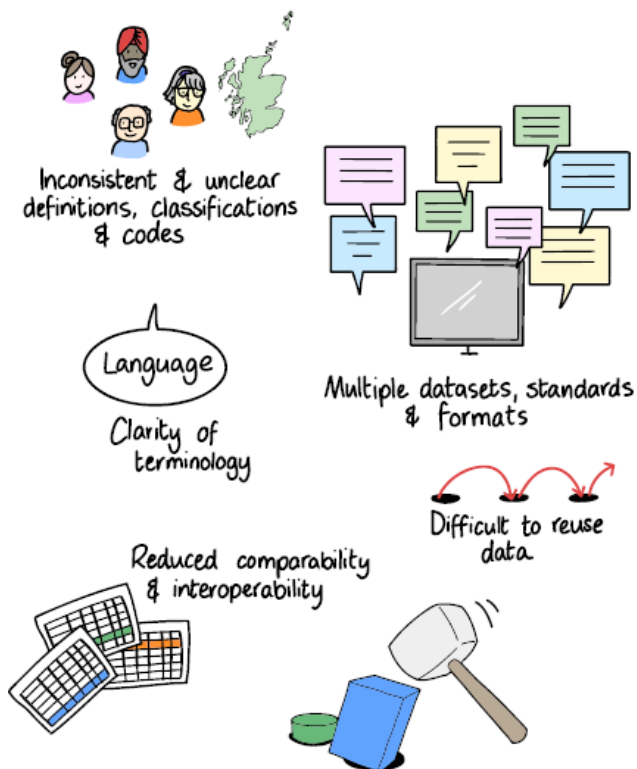 Inconsistent & unclear
definitions, classifications
& codes
Multiple datasets, standards
& formats
Language
Clarity of
terminology
Difficult to reuse
data
Reduced comparability
& interoperability